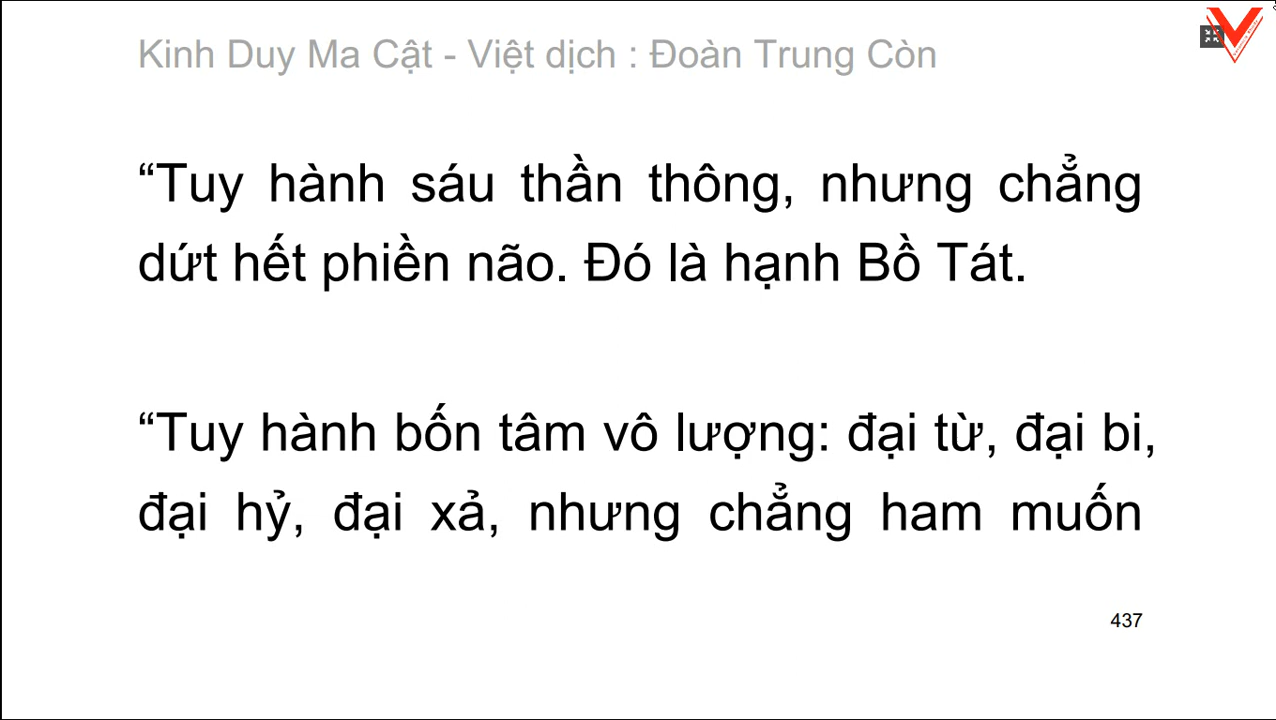 Kinh Duy Ma Cật - Việt dịch : Đoàn Trung Còn
“Tuy hành sáu thần thông, nhưng chẳng
dứt hết phiền não. Đó là hạnh Bồ Tát.
“Tuy hành bốn tâm vô lượng: đại từ, đại bi,
đại hỷ, đại xả, nhưng chẳng ham muốn
437